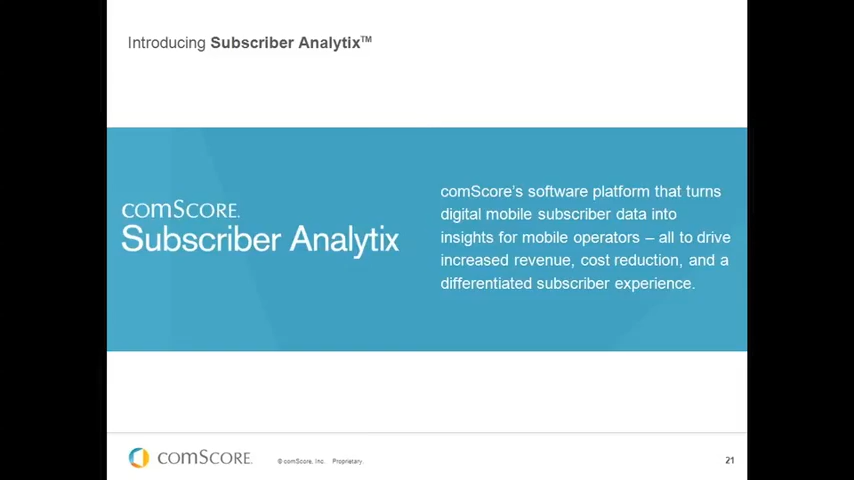 Introducing Subscriber Analytix™
comScore.
Subscriber Analytix
comScore's software platform that turns
digital mobile subscriber data into
insights for mobile operators – all to drive
increased revenue, cost reduction, and a
differentiated subscriber experience.
comScore.
© comScore, Inc. Proprietary.
21